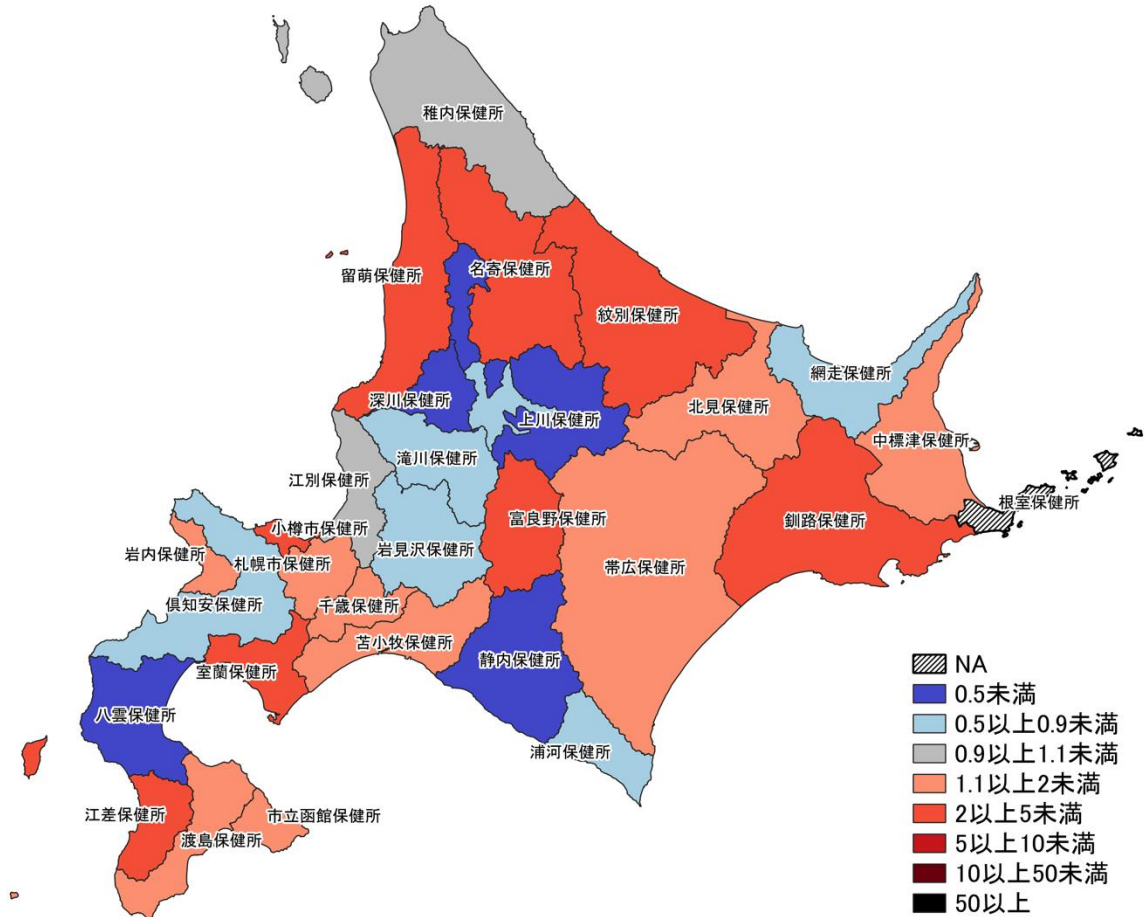 稚内保健所
名寄保健所
留萌保健所
紋別保健所
網走保健所
深川保健所
上川保健所
北見保健所
中標津保健所
滝川保健所
江別保健所
根室保健所
富良野保健所
釧路保健所
小樽市保健所
岩見沢保健所
岩内保健所
札幌市保健所
帯広保健所
倶知安保健所
千歳保健所
苫小牧保健所
静内保健所
室蘭保健所
八雲保健所
浦河保健所
江差保健所
市立函館保健所
渡島保健所
NA
0.5未満
0.5以上0.9未満
0.9以上1.1未満
1.1以上2未満
2以上5未満
5以上10未満
10以上50未満
50以上